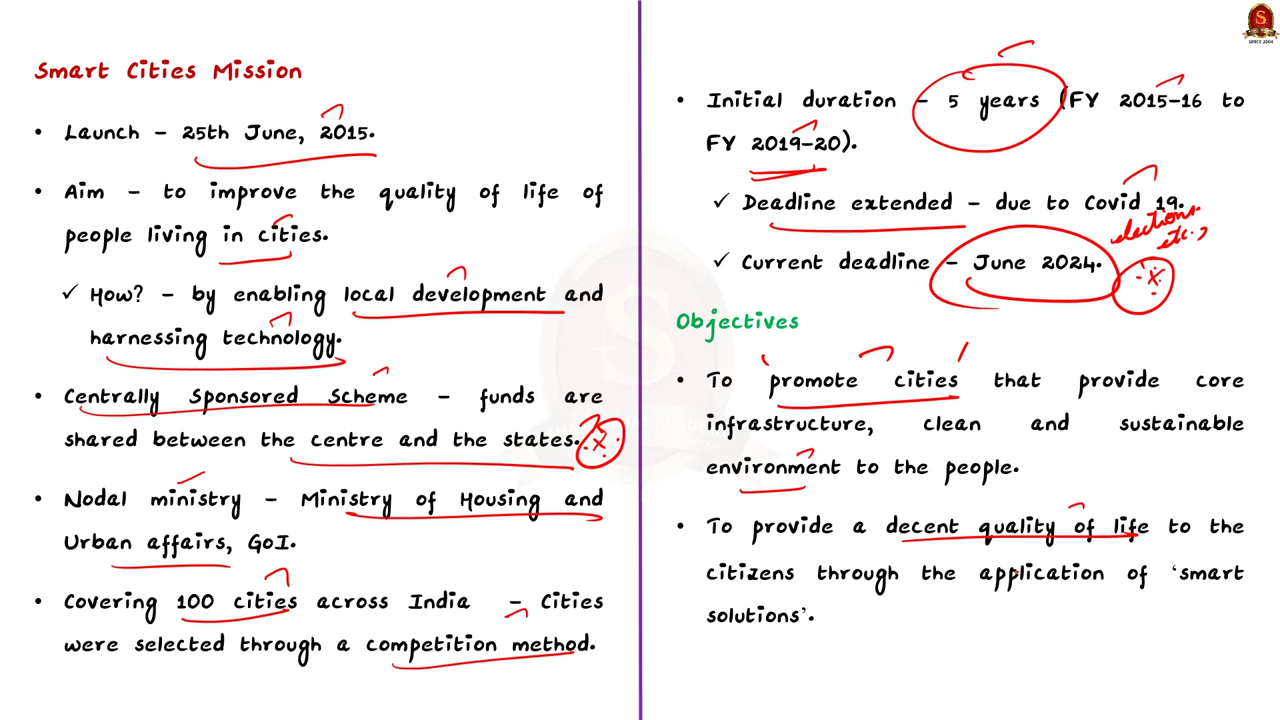 Smart Cities Mission
• Launch – 25th June, 2015.
• Aim – to improve the quality of life of
people living in cities.
✓ How? – by enabling local development and
harnessing technology.
• Centrally Sponsored Scheme – funds are
shared between the centre and the states.
• Nodal ministry – Ministry of Housing and
Urban affairs, GoI.
• Covering 100 cities across India – Cities
were selected through a competition method.
• Initial duration – 5 years (FY 2015-16 to
FY 2019-20).
✓ Deadline extended – due to Covid 19.
elections
etc.,
✓ Current deadline – June 2024.
Objectives
• To promote cities that provide core
infrastructure, clean and sustainable
environment to the people.
• To provide a decent quality of life to the
citizens through the application of ‘smart
solutions’.
S
SINCE 2004